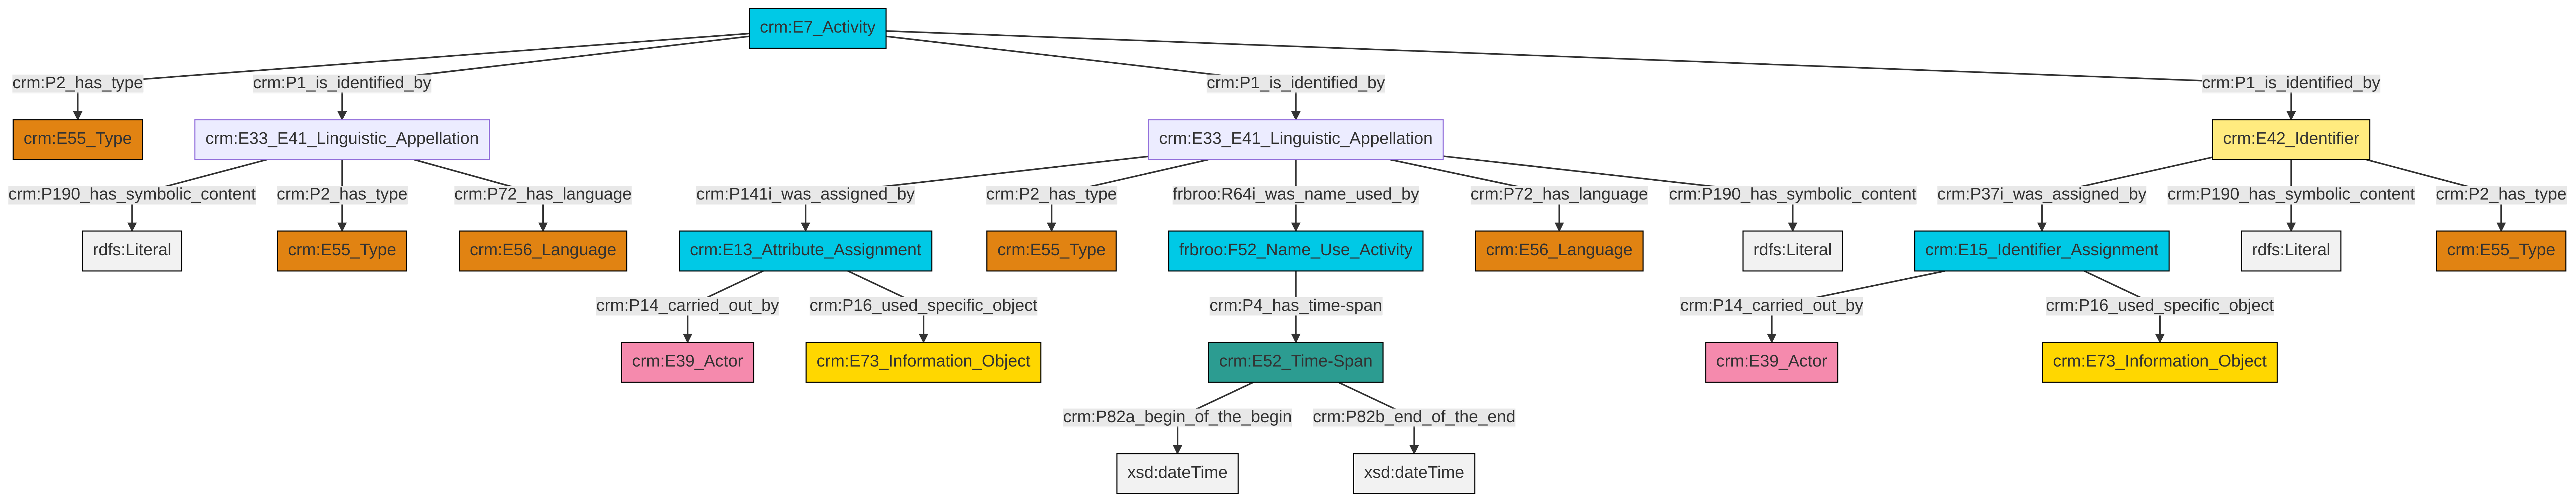 crm:E7_Activity
crm:P2_has_type
crm:P1_is_identified_by
crm:P1_is_identified_by
crm:P1_is_identified_by
crm:E55_Type
crm:E33_E41_Linguistic_Appellation
crm:E33_E41_Linguistic_Appellation
crm:E42_Identifier
crm:P190_has_symbolic_content
crm:P2_has_type
crm:P72_has_language
crm:P141i_was_assigned_by
crm:P2_has_type
frbroo:R64i_was_name_used_by
crm:P72_has_language
crm:P190_has_symbolic_content
crm:P37i_was_assigned_by
crm:P190_has_symbolic_content
crm:P2_has_type
rdfs:Literal
crm:E55_Type
crm:E56_Language
crm:E13_Attribute_Assignment
crm:E55_Type
frbroo:F52_Name_Use_Activity
crm:E56_Language
rdfs:Literal
crm:E15_Identifier_Assignment
rdfs:Literal
crm:E55_Type
crm:P14_carried_out_by
crm:P16_used_specific_object
crm:P4_has_time-span
crm:P14_carried_out_by
crm:P16_used_specific_object
crm:E39_Actor
crm:E73_Information_Object
crm:E52_Time-Span
crm:E39_Actor
crm:E73_Information_Object
crm:P82a_begin_of_the_begin
crm:P82b_end_of_the_end
xsd:dateTime
xsd:dateTime